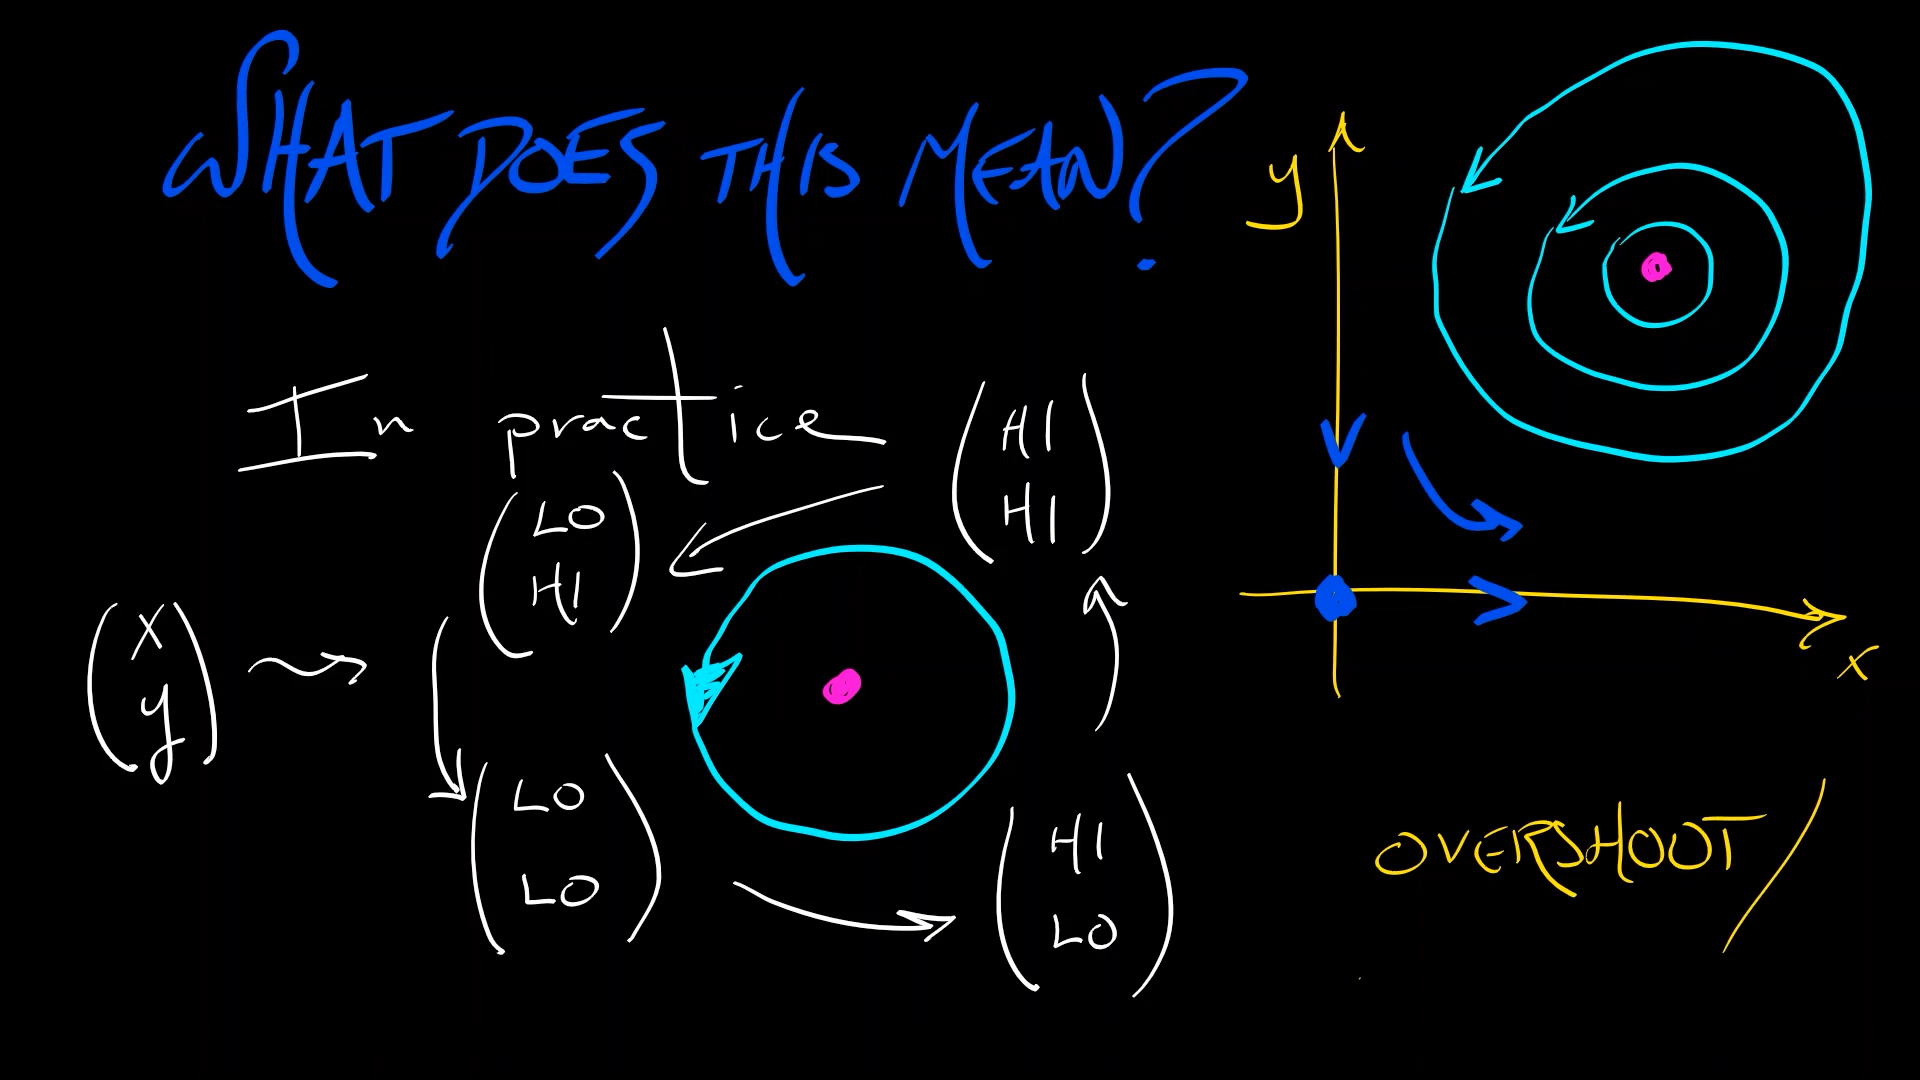 WHAT DOES THIS MEAN?
y
In practice
( HI
HI )
( LO
HI )
( x
y )
x
( LO
LO )
( HI
LO )
OVERSHOOT/